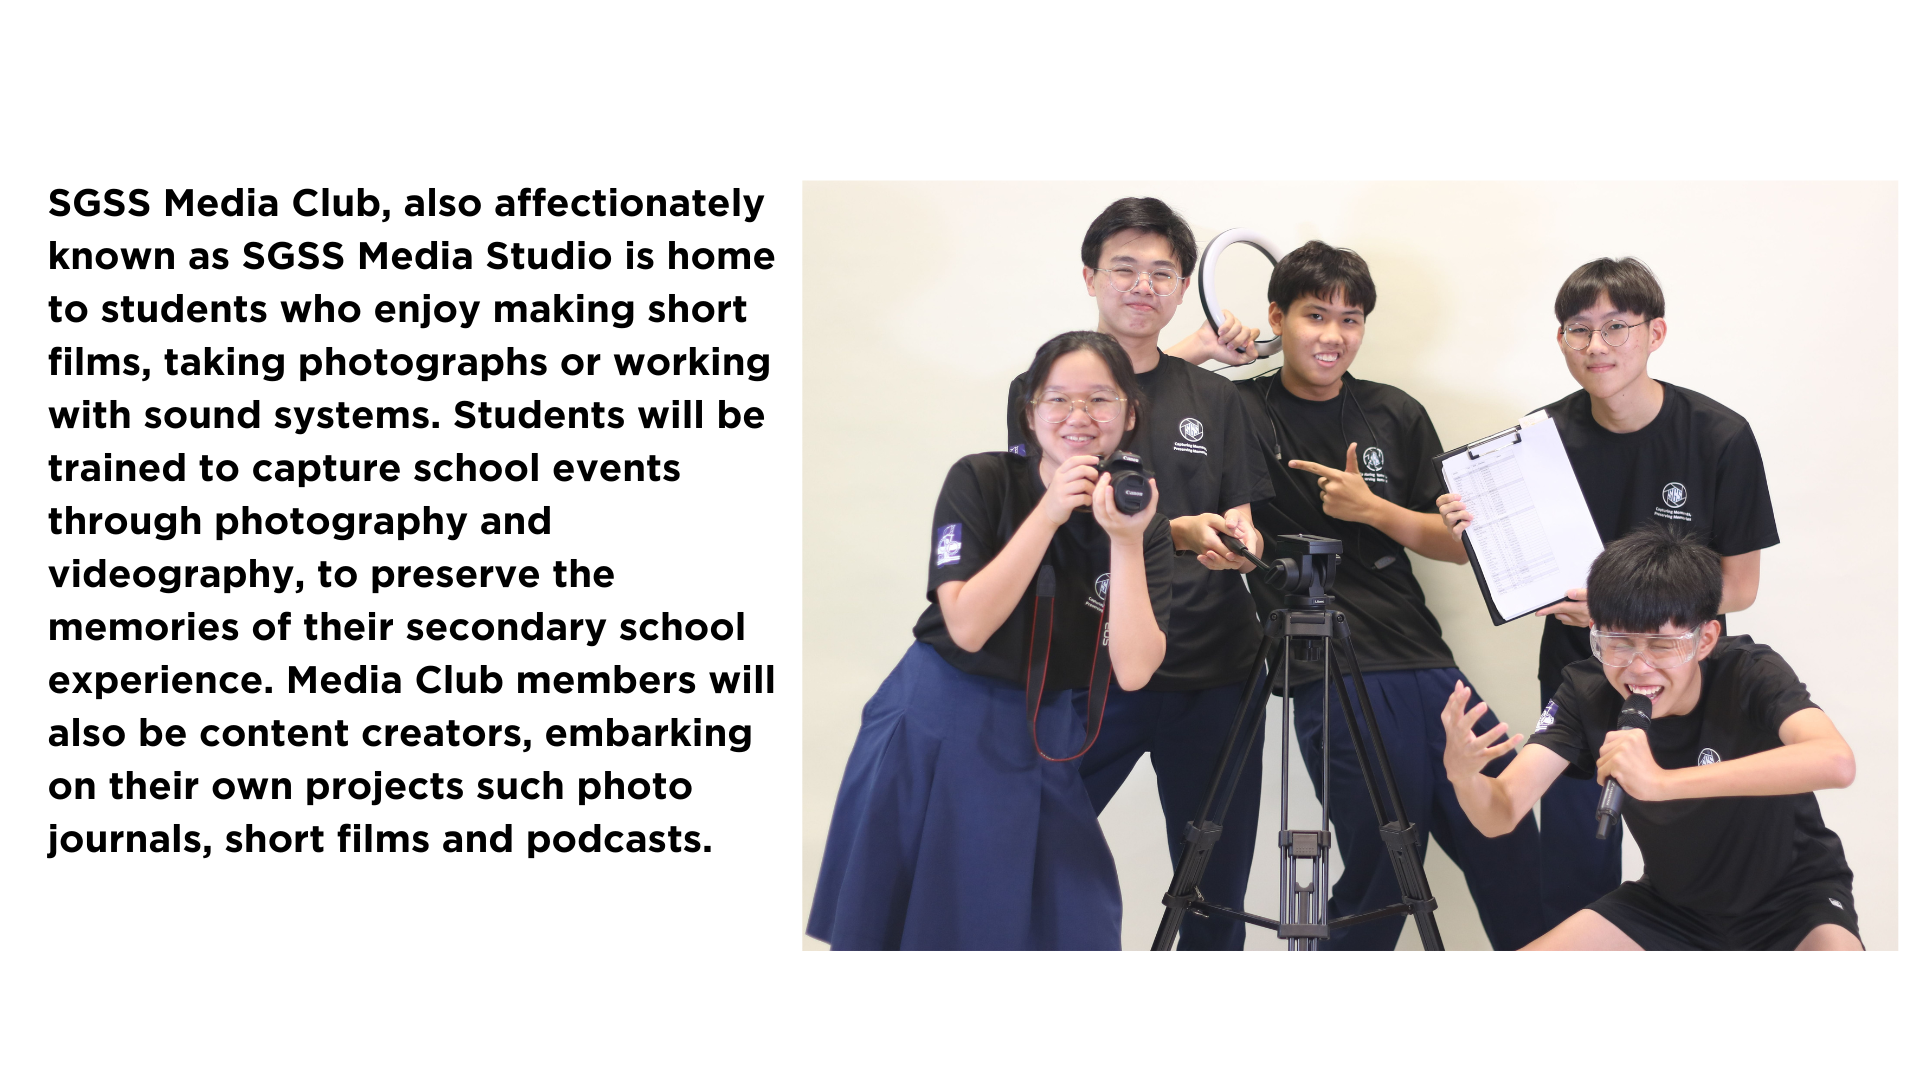 SGSS Media Club, also affectionately
known as SGSS Media Studio is home
to students who enjoy making short
films, taking photographs or working
with sound systems. Students will be
trained to capture school events
through photography and
videography, to preserve the
memories of their secondary school
experience. Media Club members will
also be content creators, embarking
on their own projects such photo
journals, short films and podcasts.
Canon
Canon